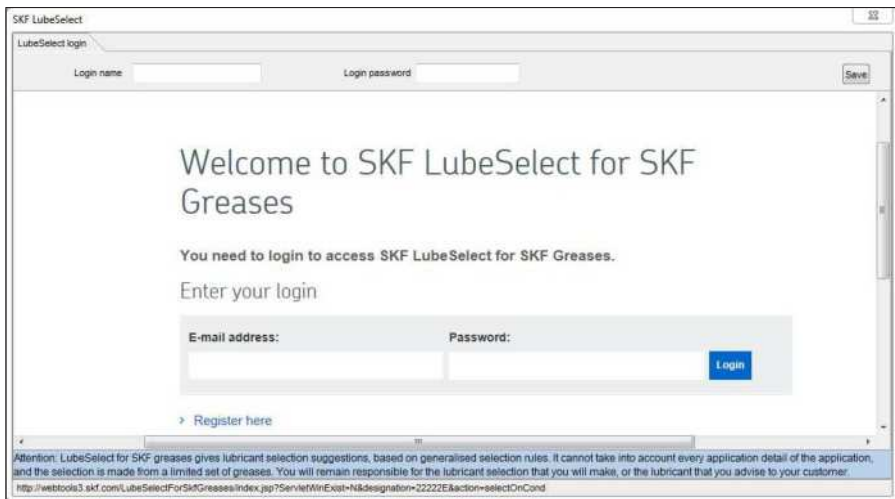 SKF LubeSelect
LubeSelect login
Login name Login password Save
Welcome to SKF LubeSelect for SKF
Greases
You need to login to access SKF LubeSelect for SKF Greases.
Enter your login
E-mail address: Password:
Login
> Register here
Attention: LubeSelect for SKF greases gives lubricant selection suggestions, based on generalised selection rules. It cannot take into account every application detail of the application,
and the selection is made from a limited set of greases. You will remain responsible for the lubricant selection that you will make, or the lubricant that you advise to your customer.
http://webtools3.skf.com/LubeSelectForSkfGreases/index.jsp?ServletWinExist=N&designation=22222E&action=selectOnCond